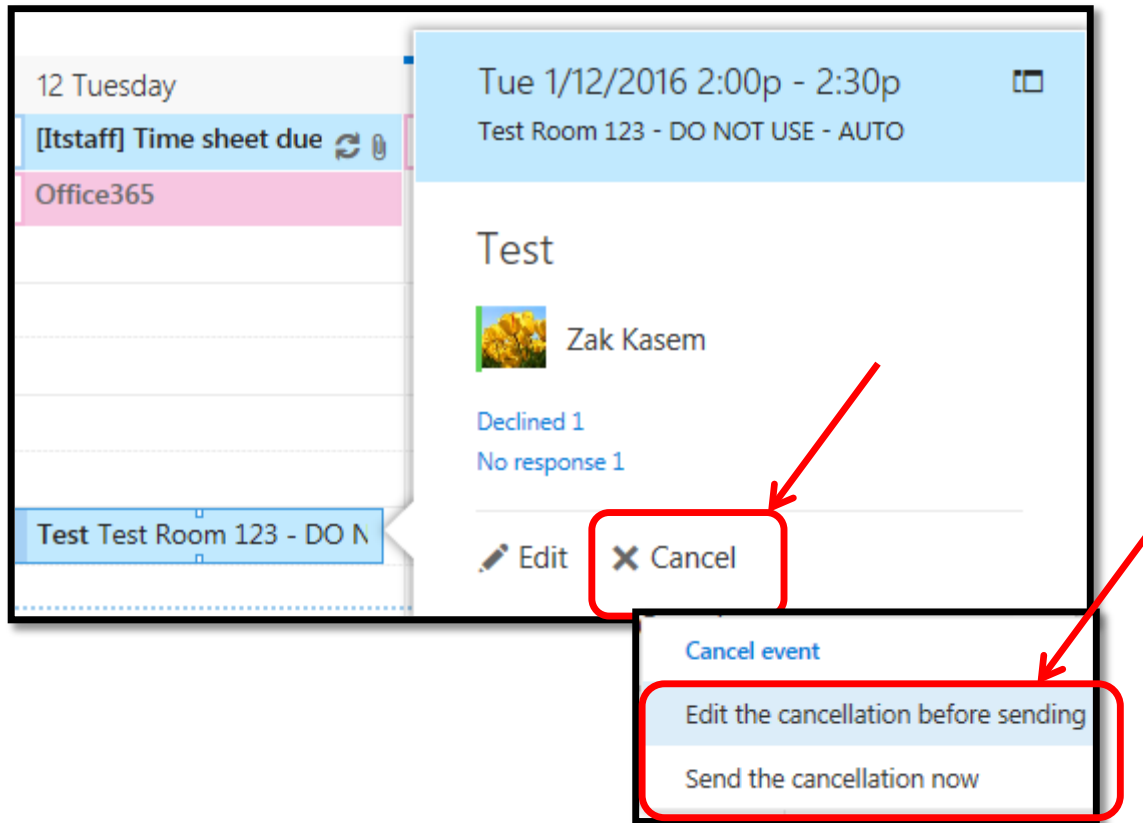 12 Tuesday
[Itstaff] Time sheet due
Office365
Test Test Room 123 - DO N
Tue 1/12/2016 2:00p - 2:30p
Test Room 123 - DO NOT USE - AUTO
Test
Zak Kasem
Declined 1
No response 1
Edit
Cancel
Cancel event
Edit the cancellation before sending
Send the cancellation now